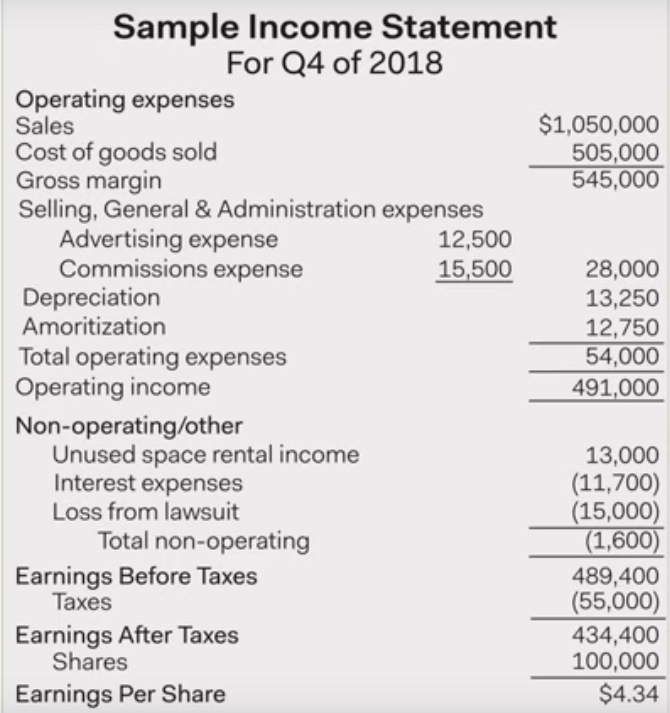 Sample Income Statement
For Q4 of 2018
Operating expenses
Sales $1,050,000
Cost of goods sold 505,000
Gross margin 545,000
Selling, General & Administration expenses
Advertising expense 12,500
Commissions expense 15,500 28,000
Depreciation 13,250
Amoritization 12,750
Total operating expenses 54,000
Operating income 491,000
Non-operating/other
Unused space rental income 13,000
Interest expenses (11,700)
Loss from lawsuit (15,000)
Total non-operating (1,600)
Earnings Before Taxes 489,400
Taxes (55,000)
Earnings After Taxes 434,400
Shares 100,000
Earnings Per Share $4.34